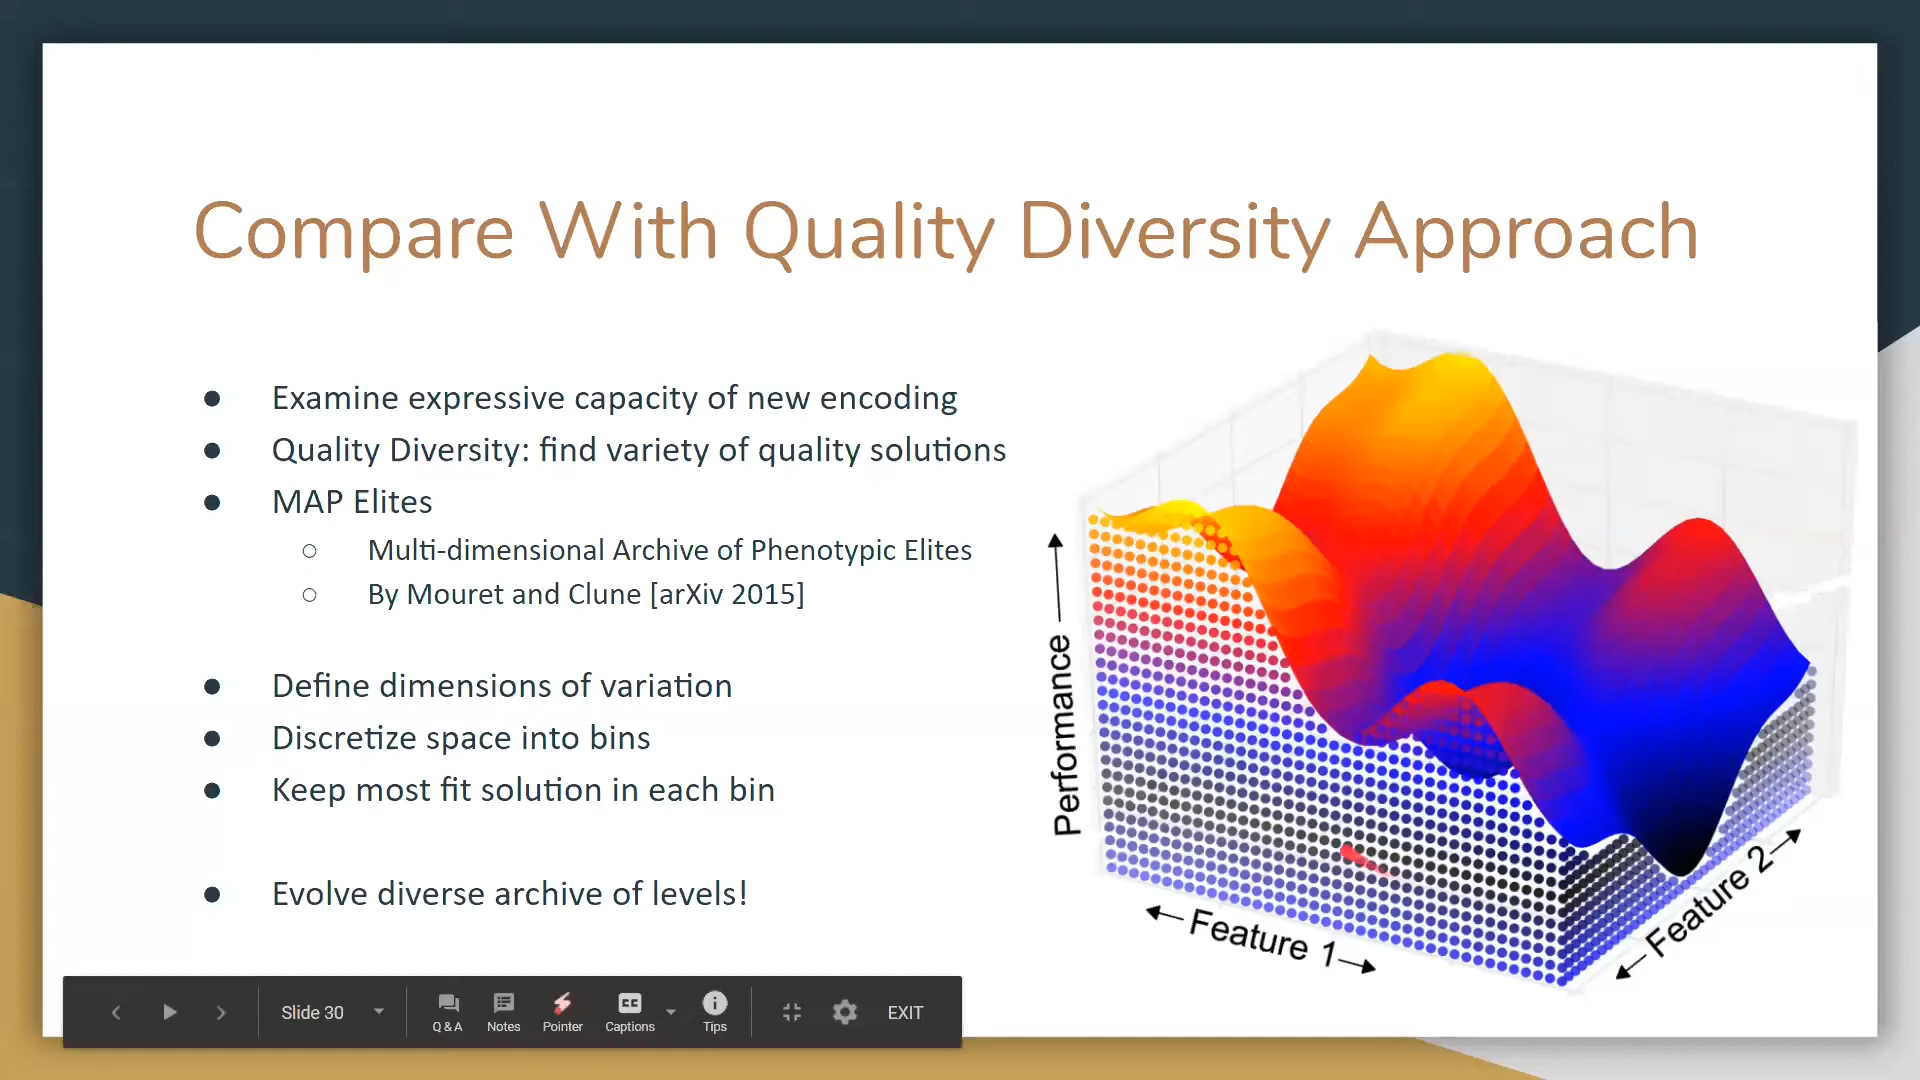 Compare With Quality Diversity Approach
● Examine expressive capacity of new encoding
● Quality Diversity: find variety of quality solutions
● MAP Elites
○ Multi-dimensional Archive of Phenotypic Elites
○ By Mouret and Clune [arXiv 2015]
● Define dimensions of variation
● Discretize space into bins
● Keep most fit solution in each bin
● Evolve diverse archive of levels!
Performance
Feature 1
Feature 2
Slide 30
Q & A
Notes
Pointer
CC
Captions
Tips
EXIT